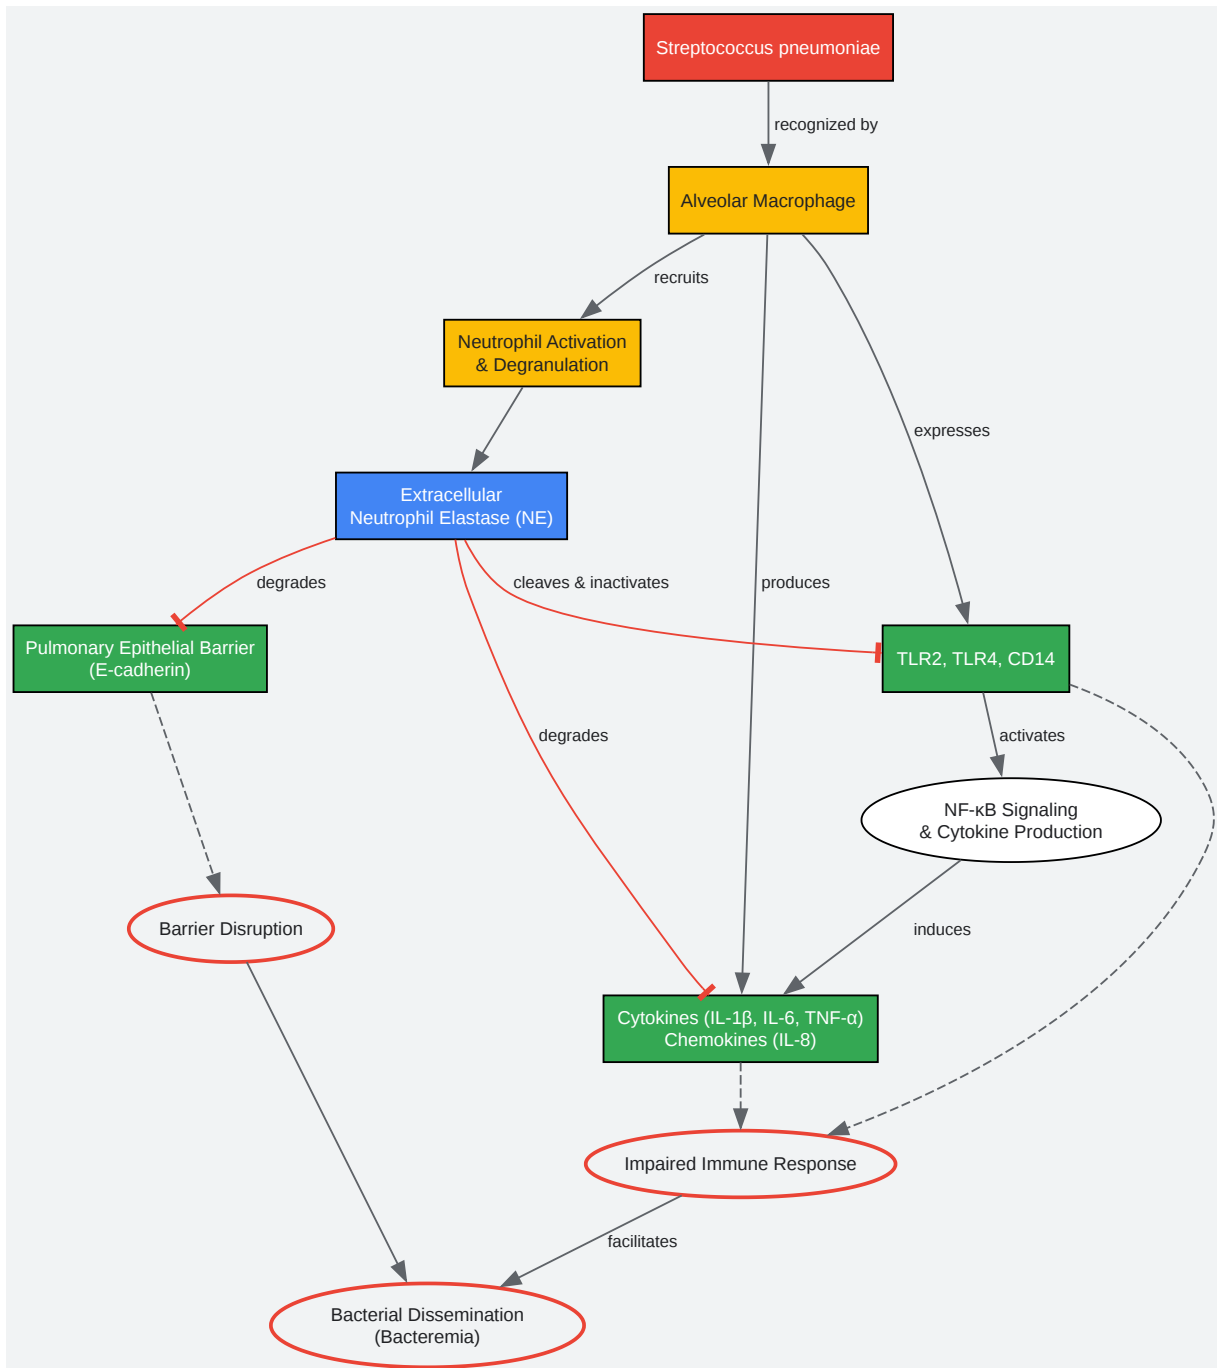 Streptococcus pneumoniae
recognized by
Alveolar Macrophage
recruits
Neutrophil Activation
& Degranulation
expresses
Extracellular
Neutrophil Elastase (NE)
degrades
cleaves & inactivates
produces
Pulmonary Epithelial Barrier
(E-cadherin)
TLR2, TLR4, CD14
degrades
activates
NF-κB Signaling
& Cytokine Production
Barrier Disruption
induces
Cytokines (IL-1β, IL-6, TNF-α)
Chemokines (IL-8)
Impaired Immune Response
facilitates
Bacterial Dissemination
(Bacteremia)